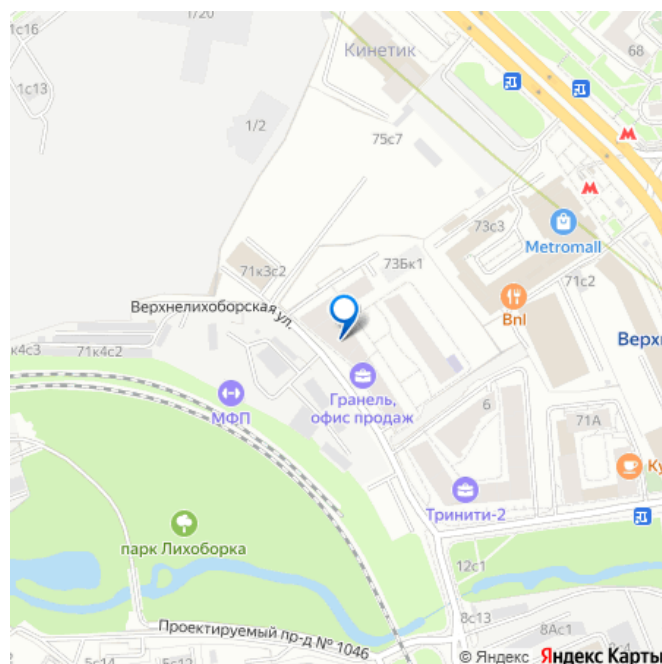 1с16
1/20
Кинетик
68
1с13
1/2
75с7
73с3
Metromall
71к3с2
73Бк1
71с2
Верхнелихоборская ул.
Bnl
к4с3
71к4с2
Гранель,
офис продаж
МФП
6
71А
Тринити-2
парк Лихоборка
12с1
8с13
Проектируемый пр-д № 1046
8Ас1
5с14
5с12
© Яндекс Яндекс Карты